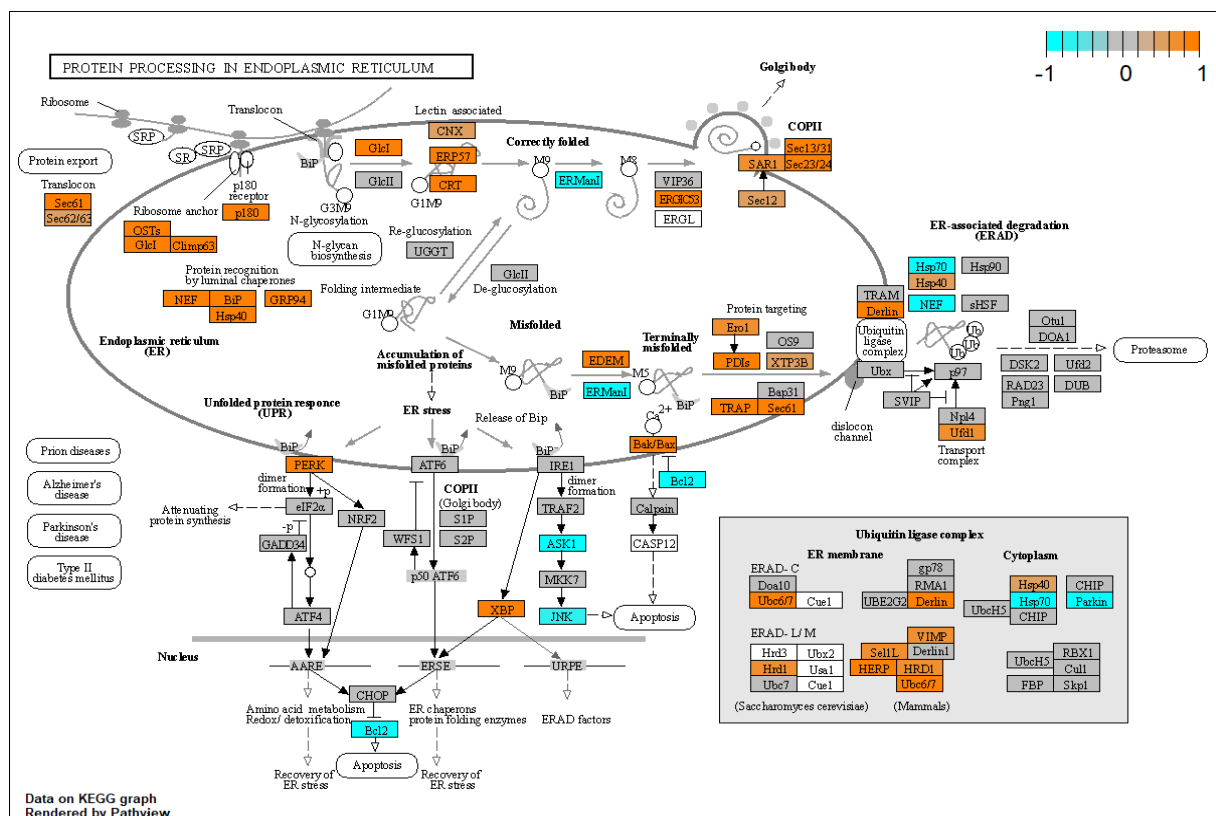 PROTEIN PROCESSING IN ENDOPLASMIC RETICULUM
-1 0 1
Ribosome
Translocon
Lectin associated
Golgi body
SRP
SR
SRP
Protein export
Translocon
Sec61
Sec62/63
p180
receptor
Ribosome anchor
p180
OSTs
GlcI
Climp63
BiP
G3M9
N-glycosylation
N-glycan
biosynthesis
GlcI
GlcII
CNX
ERP57
CRT
G1M9
Correctly folded
M9
ERManI
M8
VIP36
ERGIC53
ERGL
COPII
Sec13/31
SAR1
Sec23/24
Sec12
Re-glucosylation
UGGT
GlcII
De-glucosylation
Protein recognition
by luminal chaperones
NEF
BiP
GRP94
Hsp40
Folding intermediate
G1M9
Endoplasmic reticulum
(ER)
Misfolded
Accumulation of
misfolded proteins
M9
BiP
EDEM
ERManI
Terminally
misfolded
M5
BiP
Protein targeting
Ero1
PDIs
OS9
XTP3B
Bap31
TRAP
Sec61
ER-associated degradation
(ERAD)
Hsp70
Hsp90
Hsp40
NEF
sHSF
TRAM
Derlin
Ubiquitin
ligase
complex
Ub
Ub
Ub
Otu1
DOA1
DSK2
Ufd2
RAD23
DUB
Png1
Proteasome
Ubx
p97
SVIP
dislocon
channel
Npl4
Ufd1
Transport
complex
Unfolded protein responce
(UPR)
ER stress
Release of Bip
Ca2+
Bak/Bax
Bcl2
BiP
PERK
BiP
ATF6
BiP
IRE1
Prion diseases
Alzheimer's
disease
Parkinson's
disease
Type II
diabetes mellitus
dimer
formation
+p
eIF2α
Attenuating
protein synthesis
-p
GADD34
NRF2
ATF4
COPII
(Golgi body)
S1P
S2P
WFS1
p50 ATF6
dimer
formation
TRAF2
ASK1
MKK7
JNK
XBP
Calpain
CASP12
Apoptosis
Nucleus
AARE
ERSE
URPE
CHOP
Bcl2
Apoptosis
Amino acid metabolism
Redox/ detoxification
ER chaperons
protein folding enzymes
ERAD factors
Recovery of
ER stress
Recovery of
ER stress
Ubiquitin ligase complex
ER membrane
Cytoplasm
ERAD- C
Doa10
Ubc6/7
Cue1
gp78
RMA1
UBE2G2
Derlin
Hsp40
Hsp70
UbcH5
CHIP
CHIP
Parkin
ERAD- L/ M
Hrd3
Ubx2
Hrd1
Usa1
Ubc7
Cue1
VIMP
Sel1L
Derlin1
HERP
HRD1
Ubc6/7
RBX1
UbcH5
Cul1
FBP
Skp1
(Saccharomyces cerevisiae)
(Mammals)
Data on KEGG graph
Rendered by Pathview